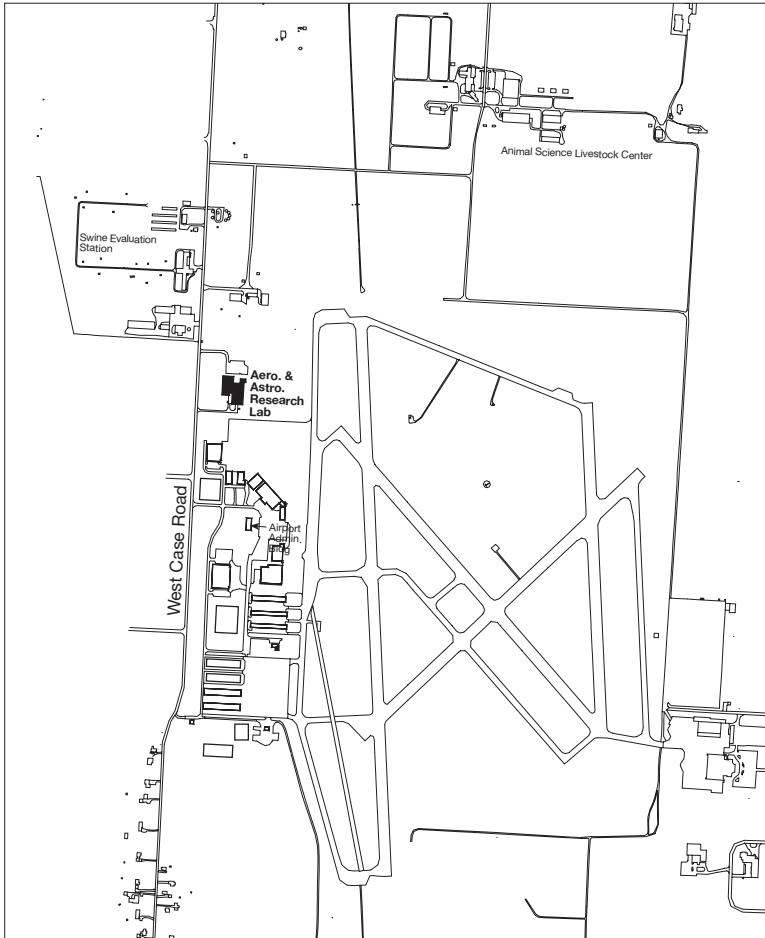 Animal Science Livestock Center
Swine Evaluation
Station
Aero. &
Astro.
Research
Lab
West Case Road
Airport
Admin.
Bldg